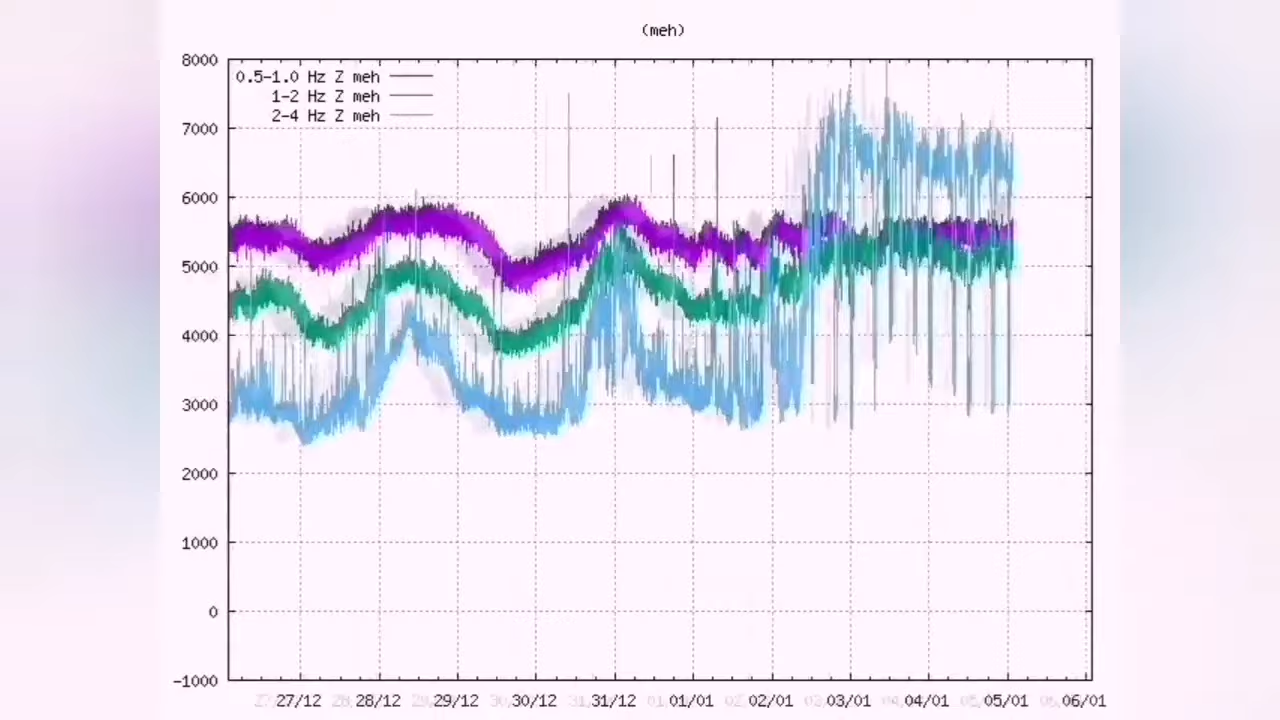 (meh)
8000
0.5-1.0 Hz Z meh
1-2 Hz Z meh
2-4 Hz Z meh
7000
6000
5000
4000
3000
2000
1000
0
-1000
27/12 28/12 29/12 30/12 31/12 01/01 02/01 03/01 04/01 05/01 06/01